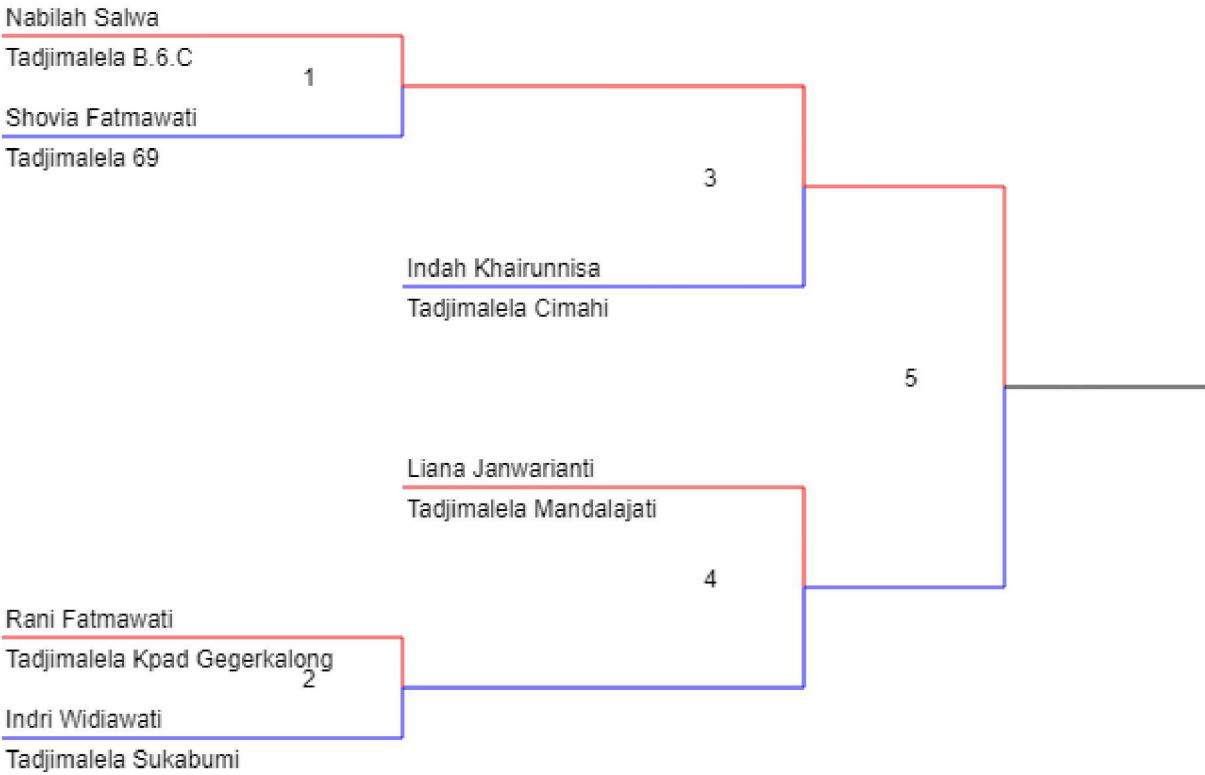 Nabilah Salwa
Tadjimalela B.6.C
1
Shovia Fatmawati
Tadjimalela 69
3
Indah Khairunnisa
Tadjimalela Cimahi
5
Liana Janwarianti
Tadjimalela Mandalajati
4
Rani Fatmawati
Tadjimalela Kpad Gegerkalong
2
Indri Widiawati
Tadjimalela Sukabumi